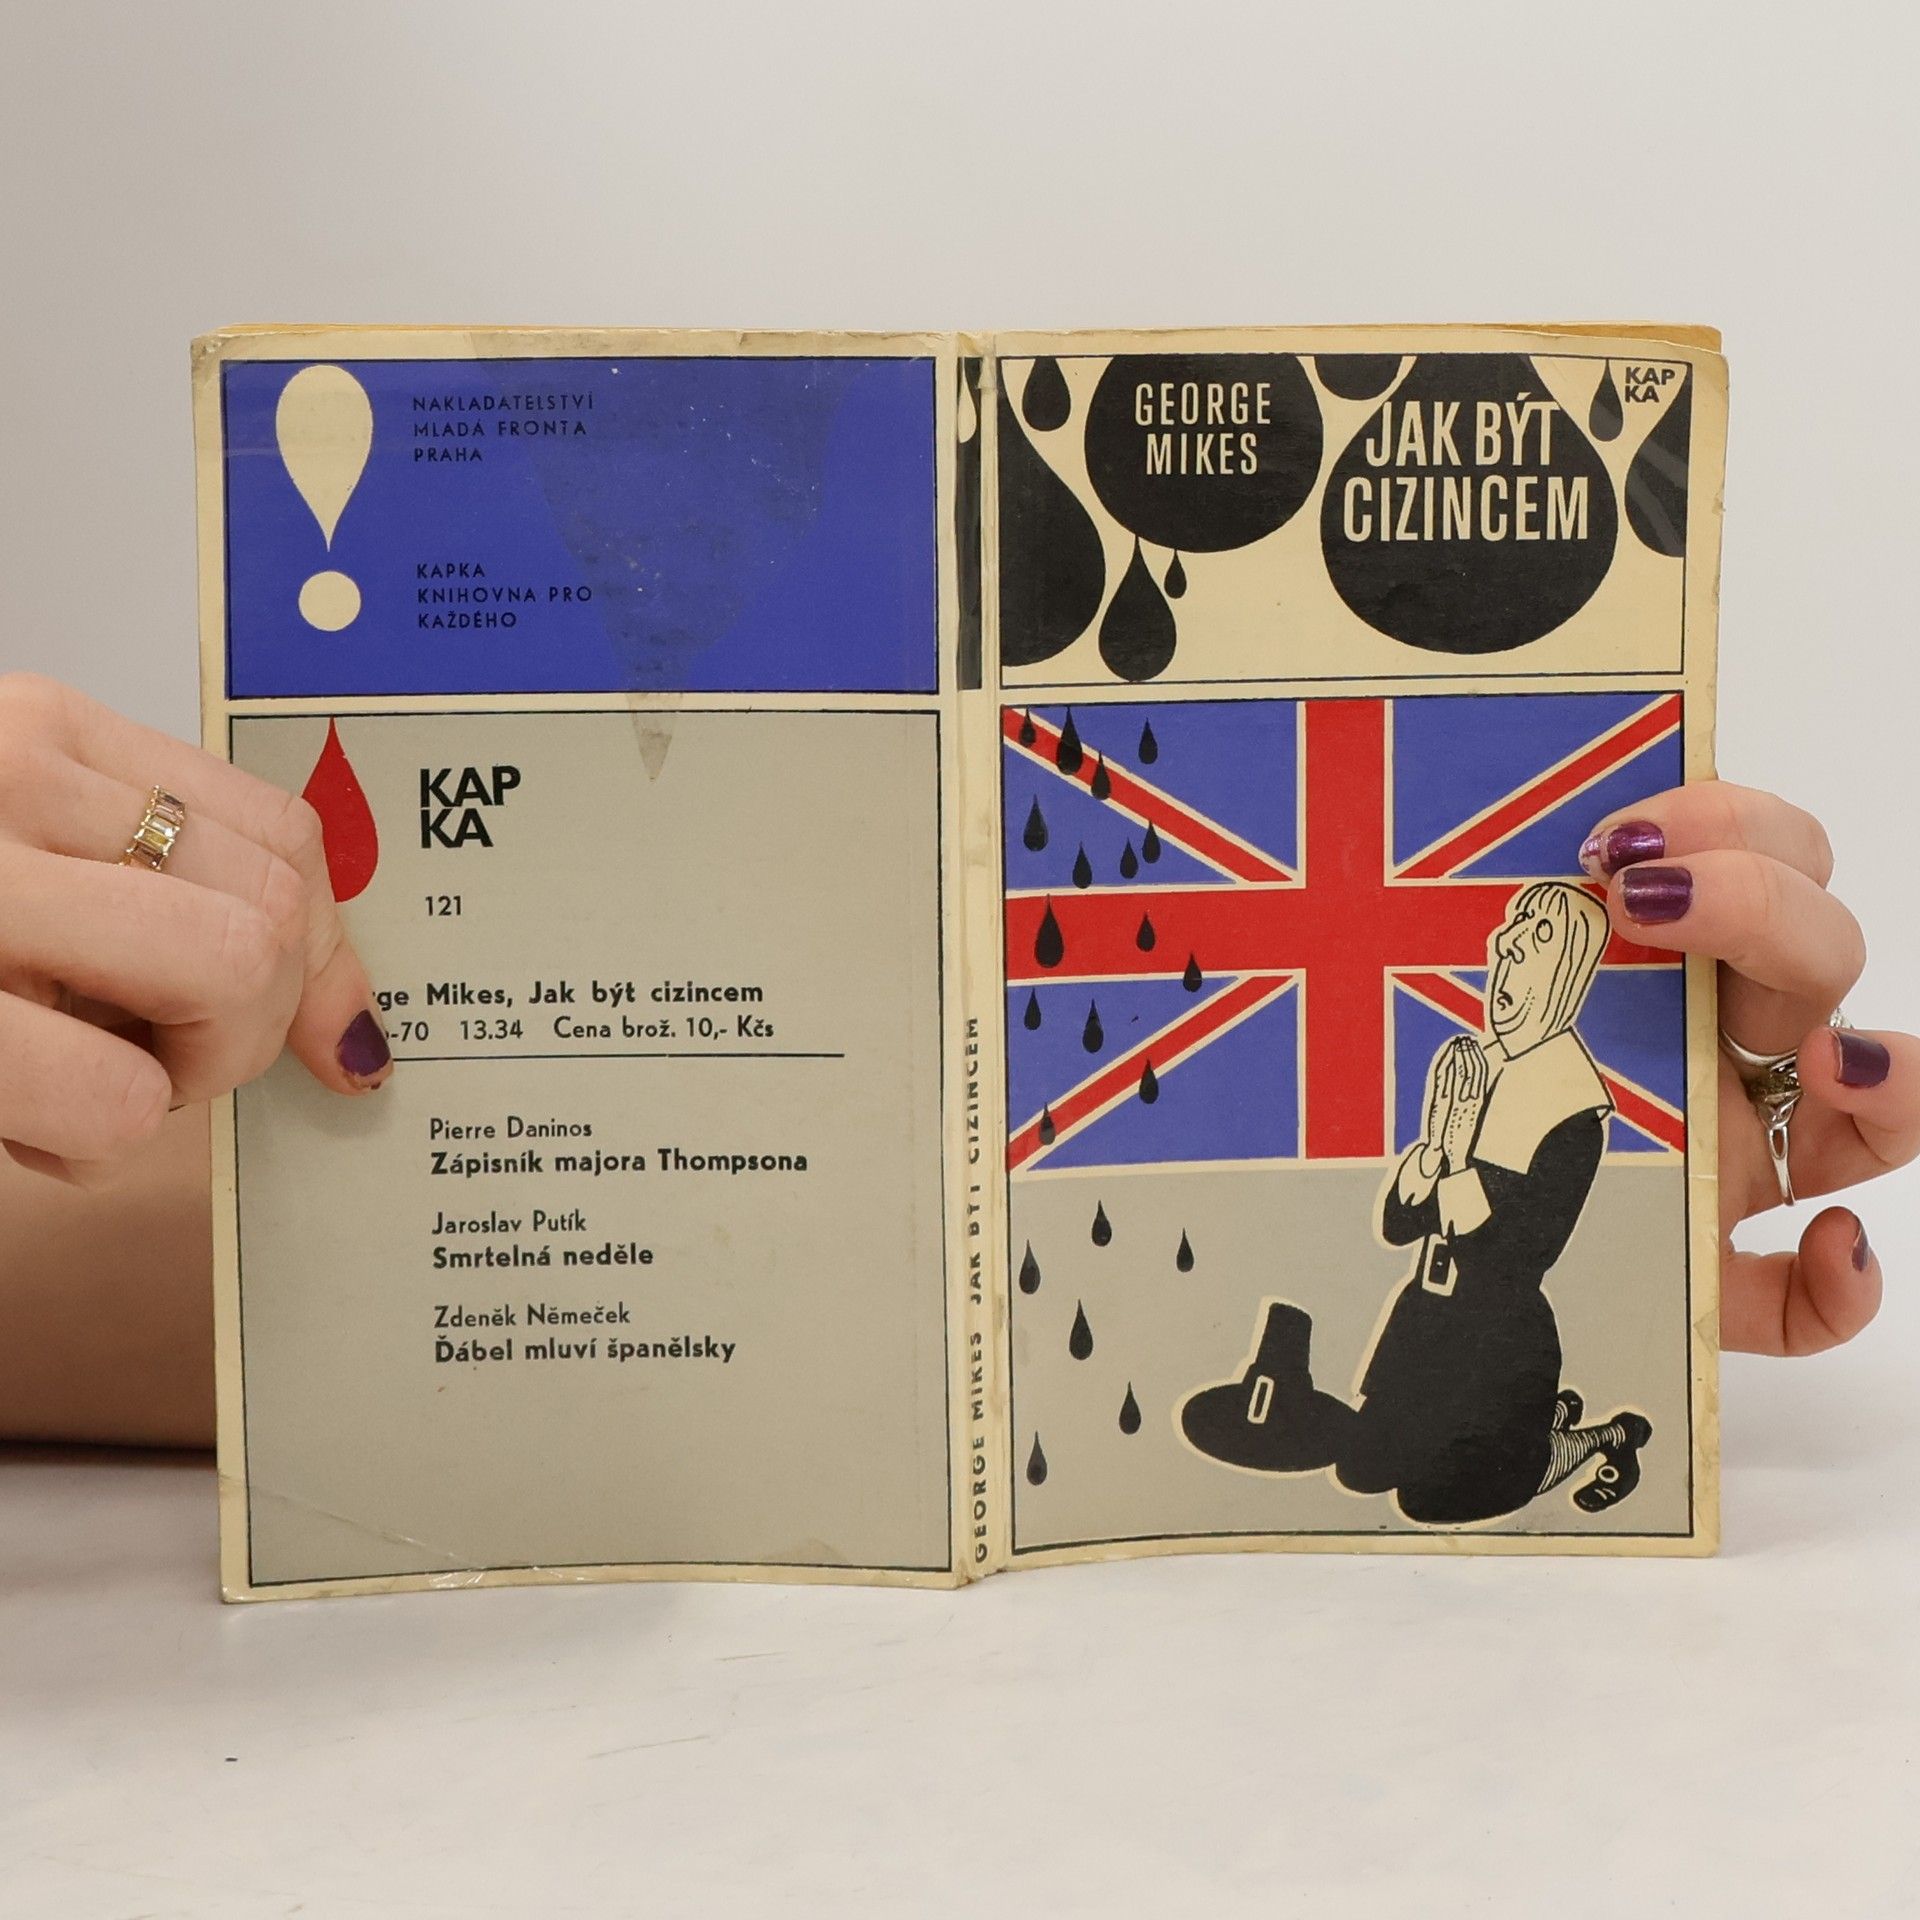 NAKLADATELSTVÍ
MLADÁ FRONTA
PRAHA
KAPKA
KNIHOVNA PRO
KAŽDÉHO
KAP
KA
121
ge Mikes, Jak být cizincem
-70 13.34 Cena brož. 10,- Kčs
Pierre Daninos
Zápisník majora Thompsona
Jaroslav Putík
Smrtelná neděle
Zdeněk Němeček
Ďábel mluví španělsky
GEORGE MIKES JAK BÝT CIZINCEM
GEORGE
MIKES
JAK BÝT
CIZINCEM
KAP
KA